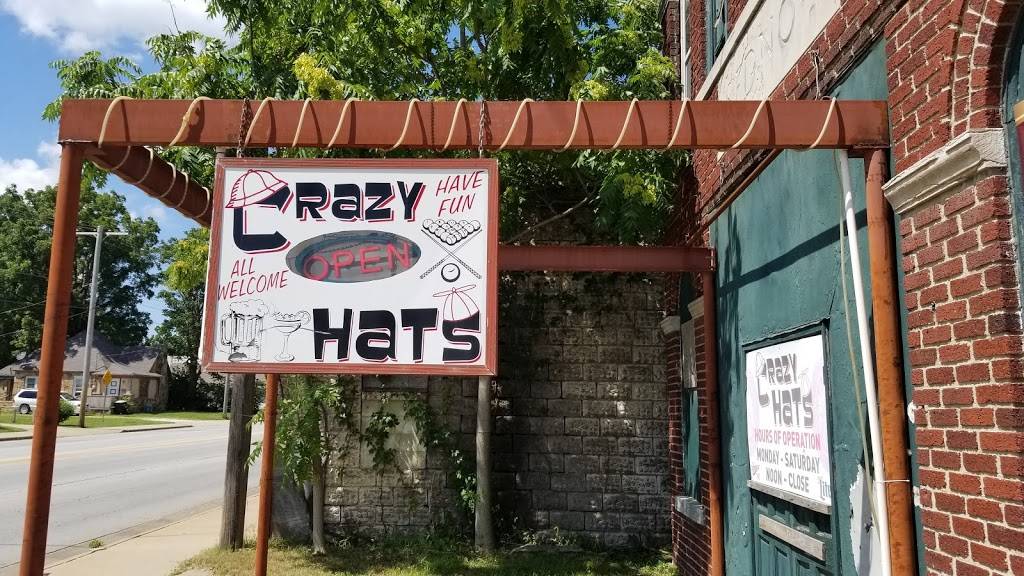 CRAZY
HAVE
FUN
ALL
WELCOME
OPEN
HATS
CRAZY
HATS
HOURS OF OPERATION
MONDAY - SATURDAY
NOON - CLOSE